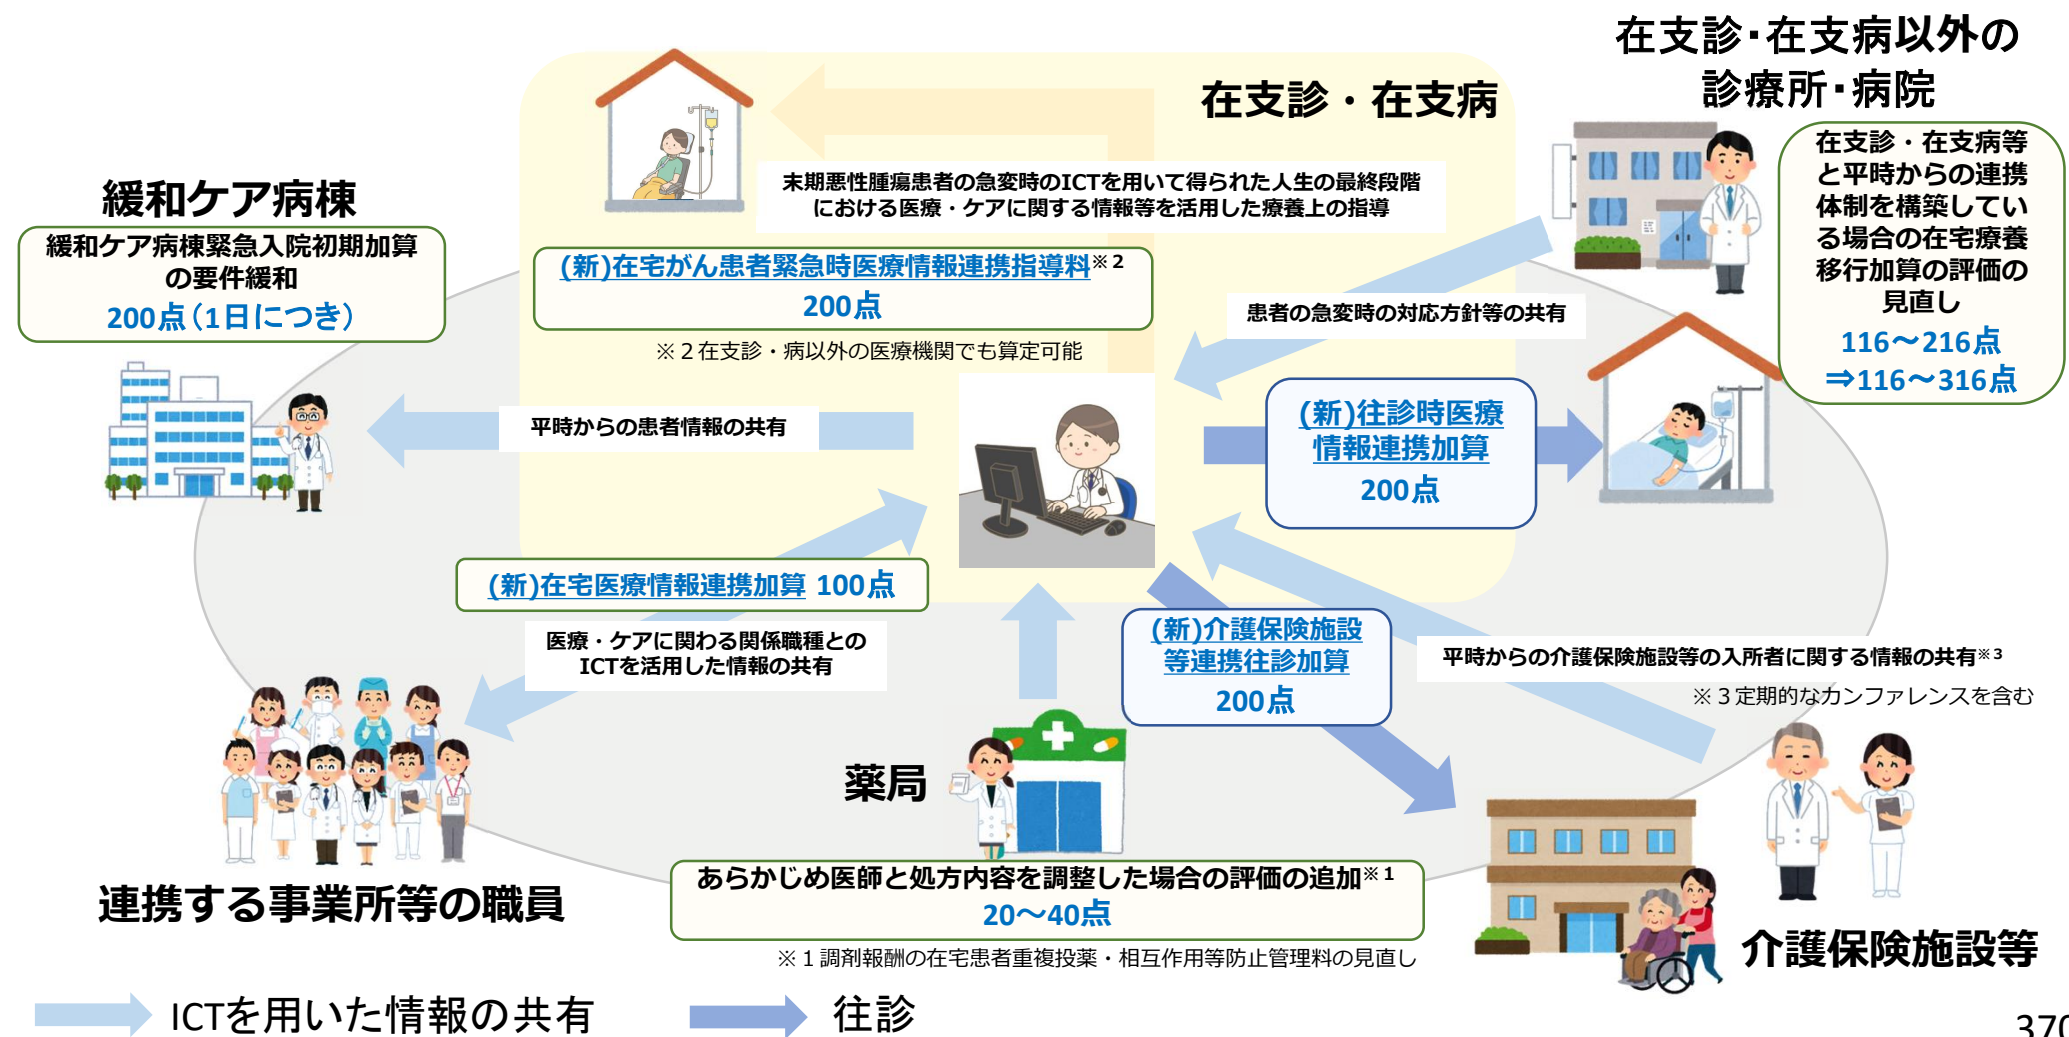 在支診･在支病以外の
診療所･病院
在支診・在支病等
と平時からの連携
体制を構築してい
る場合の在宅療養
移行加算の評価の
見直し
116～216点
⇒116～316点
在支診・在支病
末期悪性腫瘍患者の急変時のICTを用いて得られた人生の最終段階
における医療・ケアに関する情報等を活用した療養上の指導
緩和ケア病棟
緩和ケア病棟緊急入院初期加算
の要件緩和
200点（1日につき）
(新)在宅がん患者緊急時医療情報連携指導料※２
200点
※２在支診・病以外の医療機関でも算定可能
患者の急変時の対応方針等の共有
平時からの患者情報の共有
(新)往診時医療
情報連携加算
200点
(新)在宅医療情報連携加算 100点
医療・ケアに関わる関係職種との
ICTを活用した情報の共有
(新)介護保険施設
等連携往診加算
200点
平時からの介護保険施設等の入所者に関する情報の共有※３
※３定期的なカンファレンスを含む
薬局
連携する事業所等の職員
あらかじめ医師と処方内容を調整した場合の評価の追加※１
20～40点
※１調剤報酬の在宅患者重複投薬・相互作用等防止管理料の見直し
介護保険施設等
ICTを用いた情報の共有
往診
370